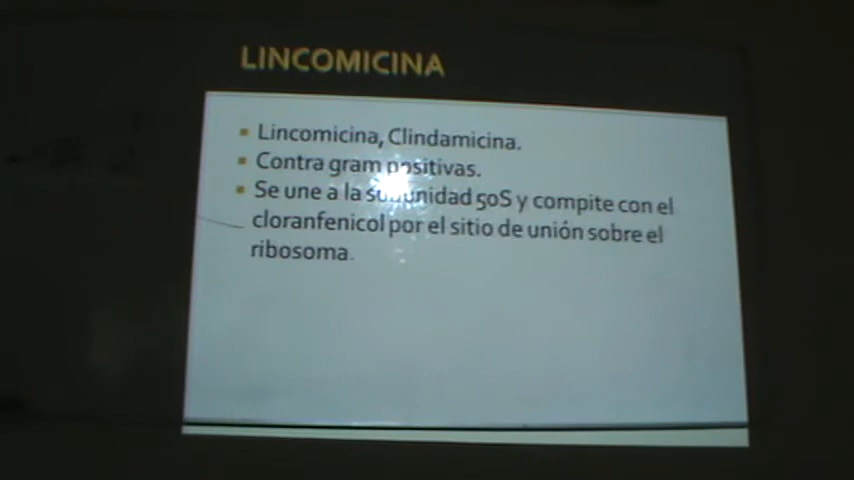 LINCOMICINA
Lincomicina, Clindamicina.
Contra gram positivas.
Se une a la subunidad 50S y compite con el
cloranfenicol por el sitio de unión sobre el
ribosoma.